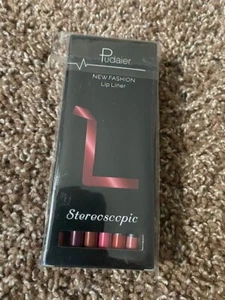 Pudaier
NEW FASHION
Lip Liner
Stereoscopic